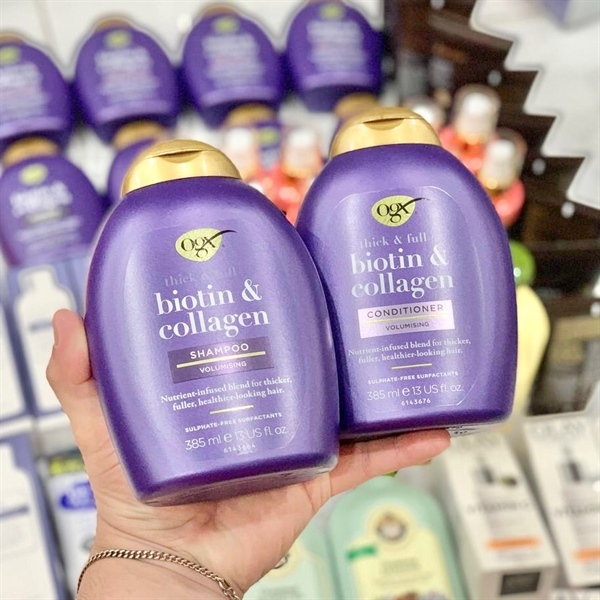 ogx
thick & full
biotin &
collagen
SHAMPOO
VOLUMISING
Nutrient-infused blend for thicker,
fuller, healthier-looking hair.
SULPHATE-FREE SURFACTANTS
385 ml e 13 US fl. oz.
6143664
ogx
thick & full
biotin &
collagen
CONDITIONER
VOLUMISING
Nutrient-infused blend for thicker,
fuller, healthier-looking hair.
SULPHATE-FREE SURFACTANTS
385 ml e 13 US fl. oz.
6143676